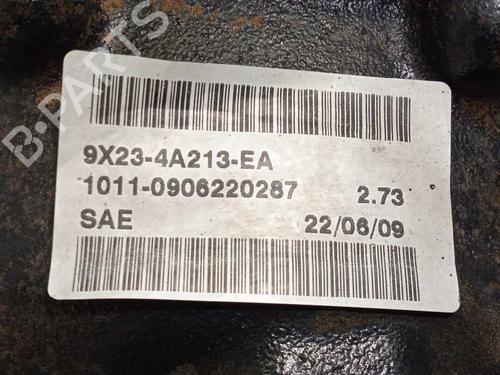 B-PARTS
9X23-4A213-EA
1011-0906220287 2.73
SAE 22/06/09